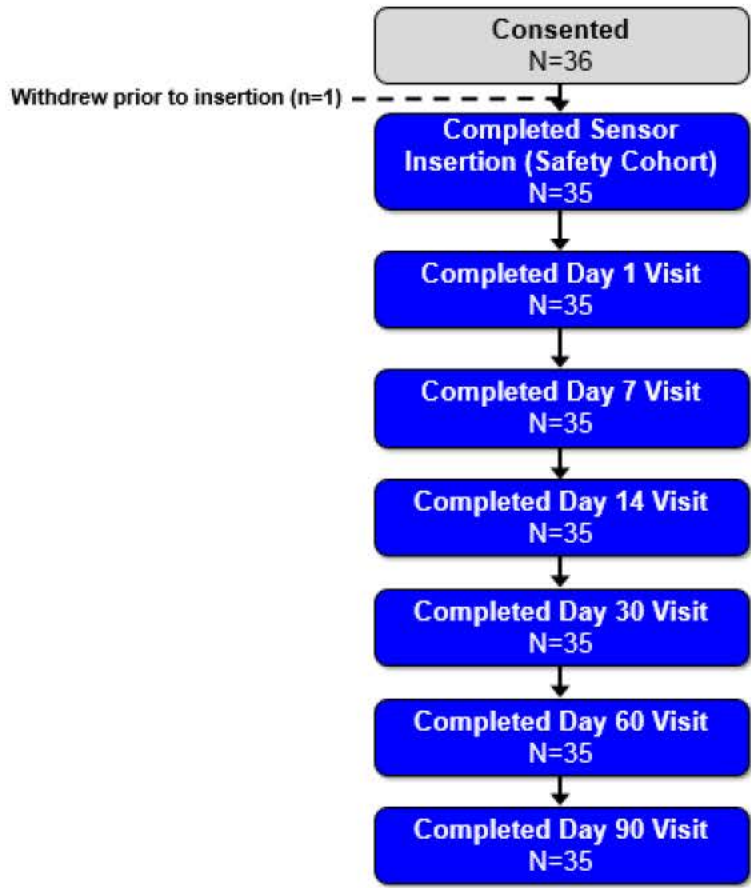 Consented
N=36
Withdrew prior to insertion (n=1)
Completed Sensor
Insertion (Safety Cohort)
N=35
Completed Day 1 Visit
N=35
Completed Day 7 Visit
N=35
Completed Day 14 Visit
N=35
Completed Day 30 Visit
N=35
Completed Day 60 Visit
N=35
Completed Day 90 Visit
N=35